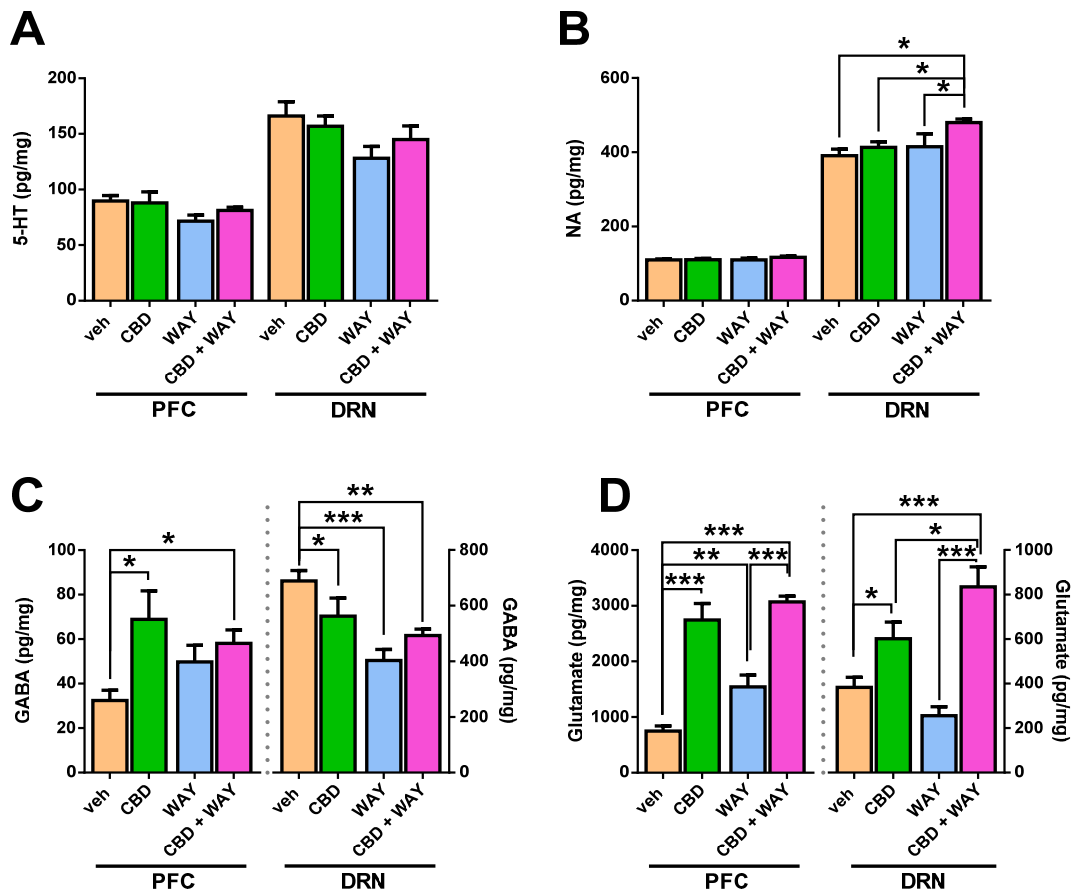 A
5-HT (pg/mg)
200
150
100
50
0
veh
CBD
WAY
CBD + WAY
veh
CBD
WAY
CBD + WAY
PFC
DRN
B
NA (pg/mg)
600
400
200
0
*
*
*
veh
CBD
WAY
CBD + WAY
veh
CBD
WAY
CBD + WAY
PFC
DRN
C
GABA (pg/mg)
100
80
60
40
20
0
*
*
**
***
*
800
600
400
200
0
GABA (pg/mg)
veh
CBD
WAY
CBD + WAY
veh
CBD
WAY
CBD + WAY
PFC
DRN
D
Glutamate (pg/mg)
4000
3000
2000
1000
0
***
**
***
***
***
*
***
*
1000
800
600
400
200
0
Glutamate (pg/mg)
veh
CBD
WAY
CBD + WAY
veh
CBD
WAY
CBD + WAY
PFC
DRN